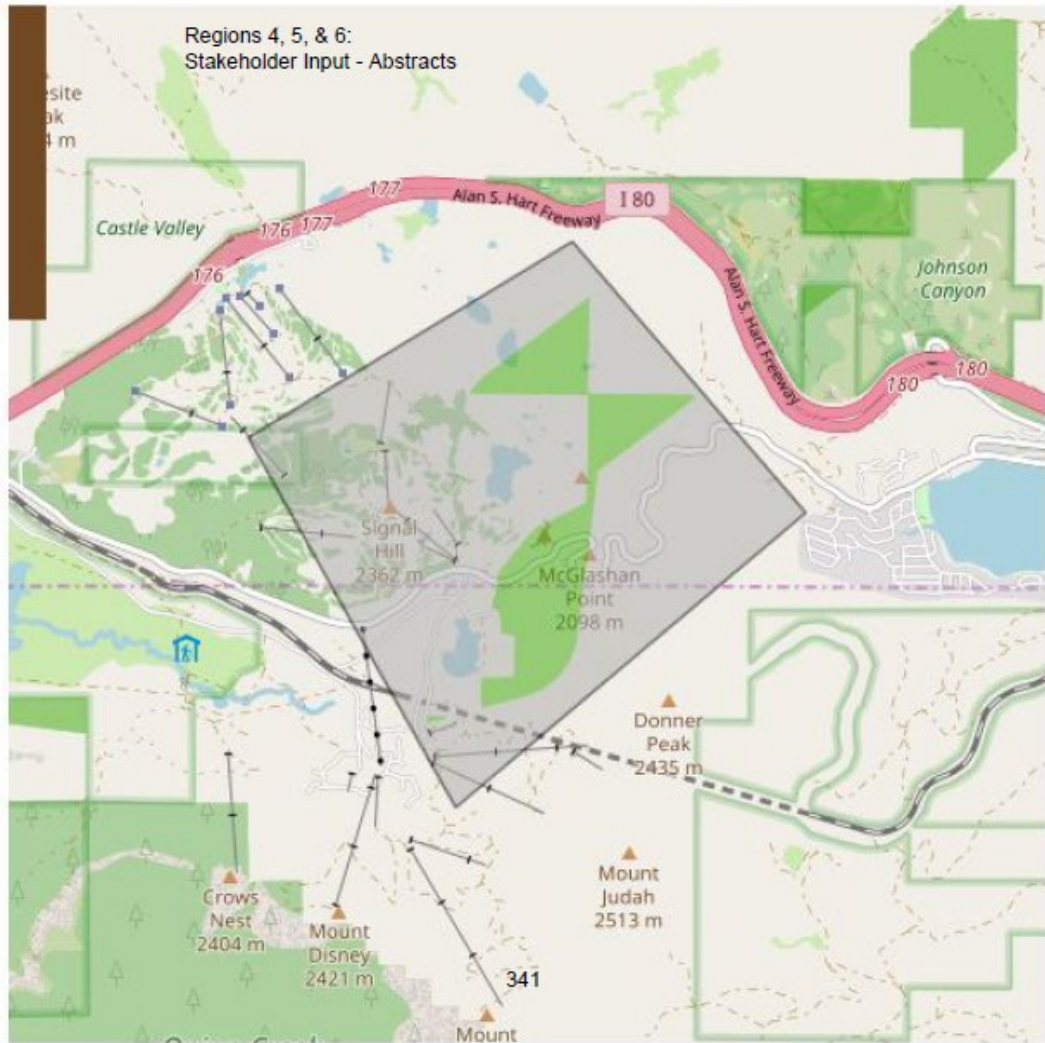 Regions 4, 5, & 6:
Stakeholder Input - Abstracts
177
Alan S. Hart Freeway
I 80
Castle Valley
176
177
176
Johnson
Canyon
Alan S. Hart Freeway
180
180
Signal
Hill
2362 m
McGlashan
Point
2098 m
Donner
Peak
2435 m
Crows
Nest
2404 m
Mount
Disney
2421 m
Mount
Judah
2513 m
341
Mount